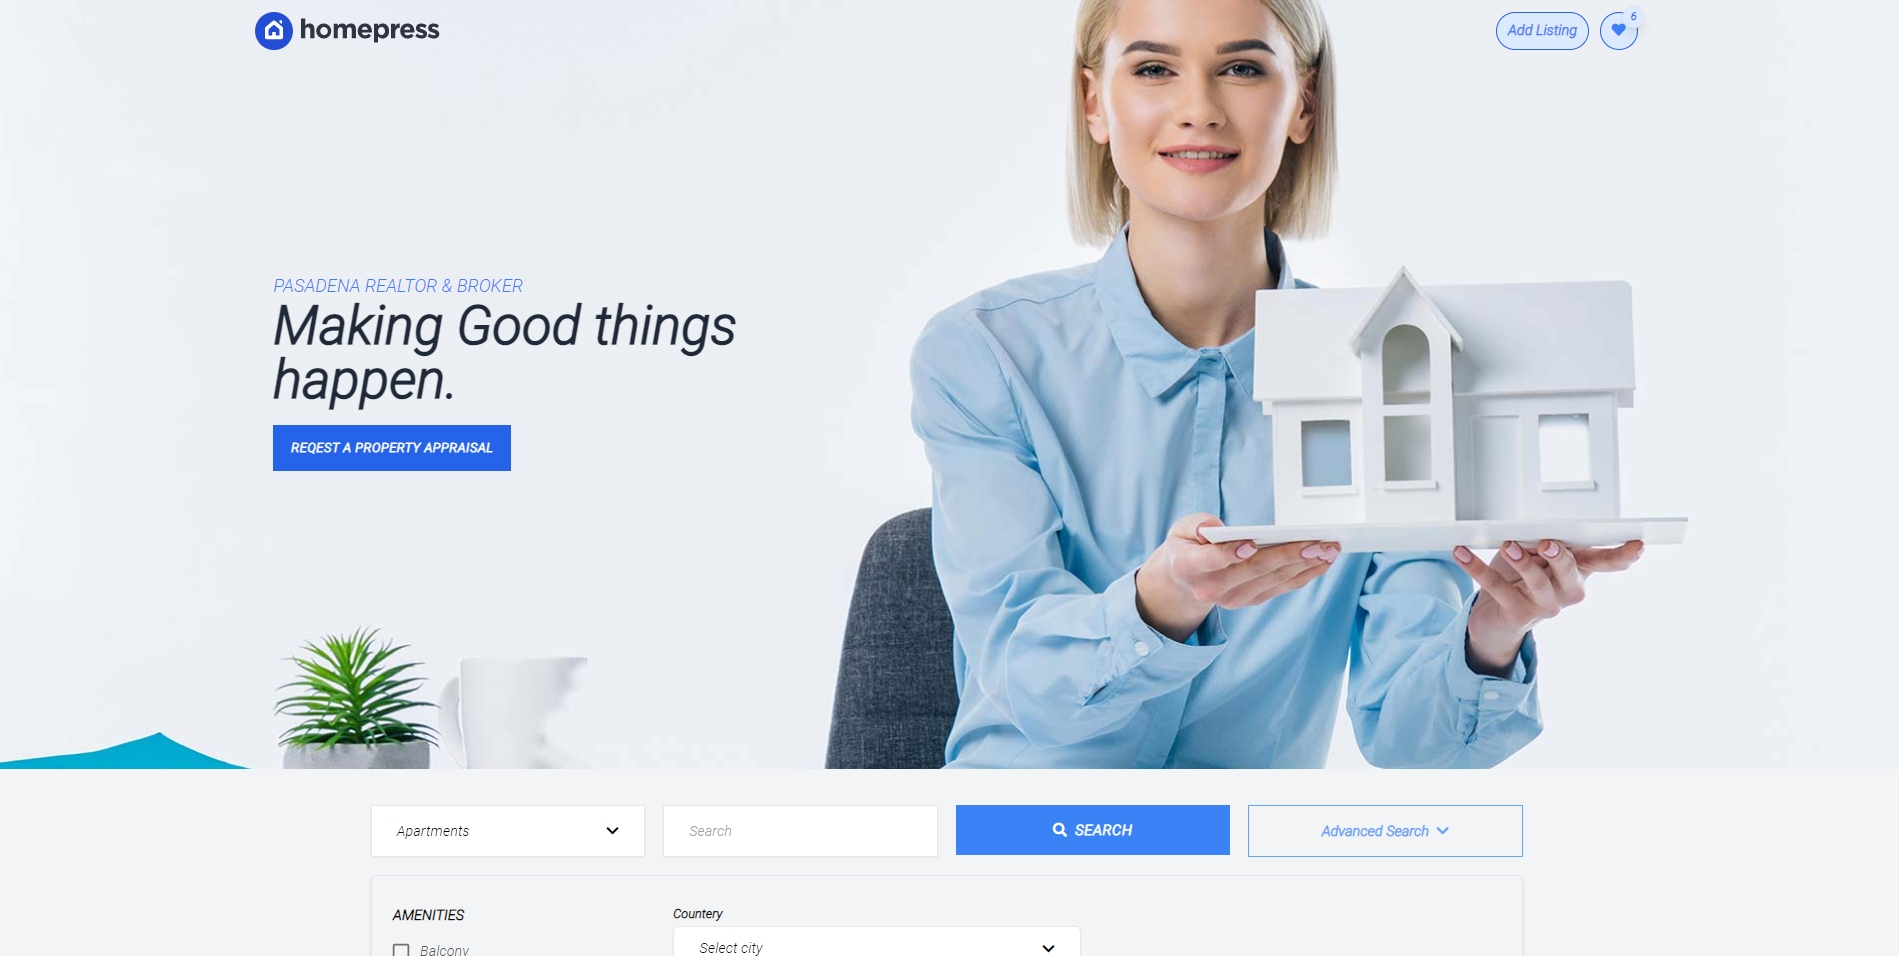 homepress
Add Listing
6
PASADENA REALTOR & BROKER
Making Good things
happen.
REQEST A PROPERTY APPRAISAL
Apartments
Search
SEARCH
Advanced Search
AMENITIES
Countery
Balcony
Select city